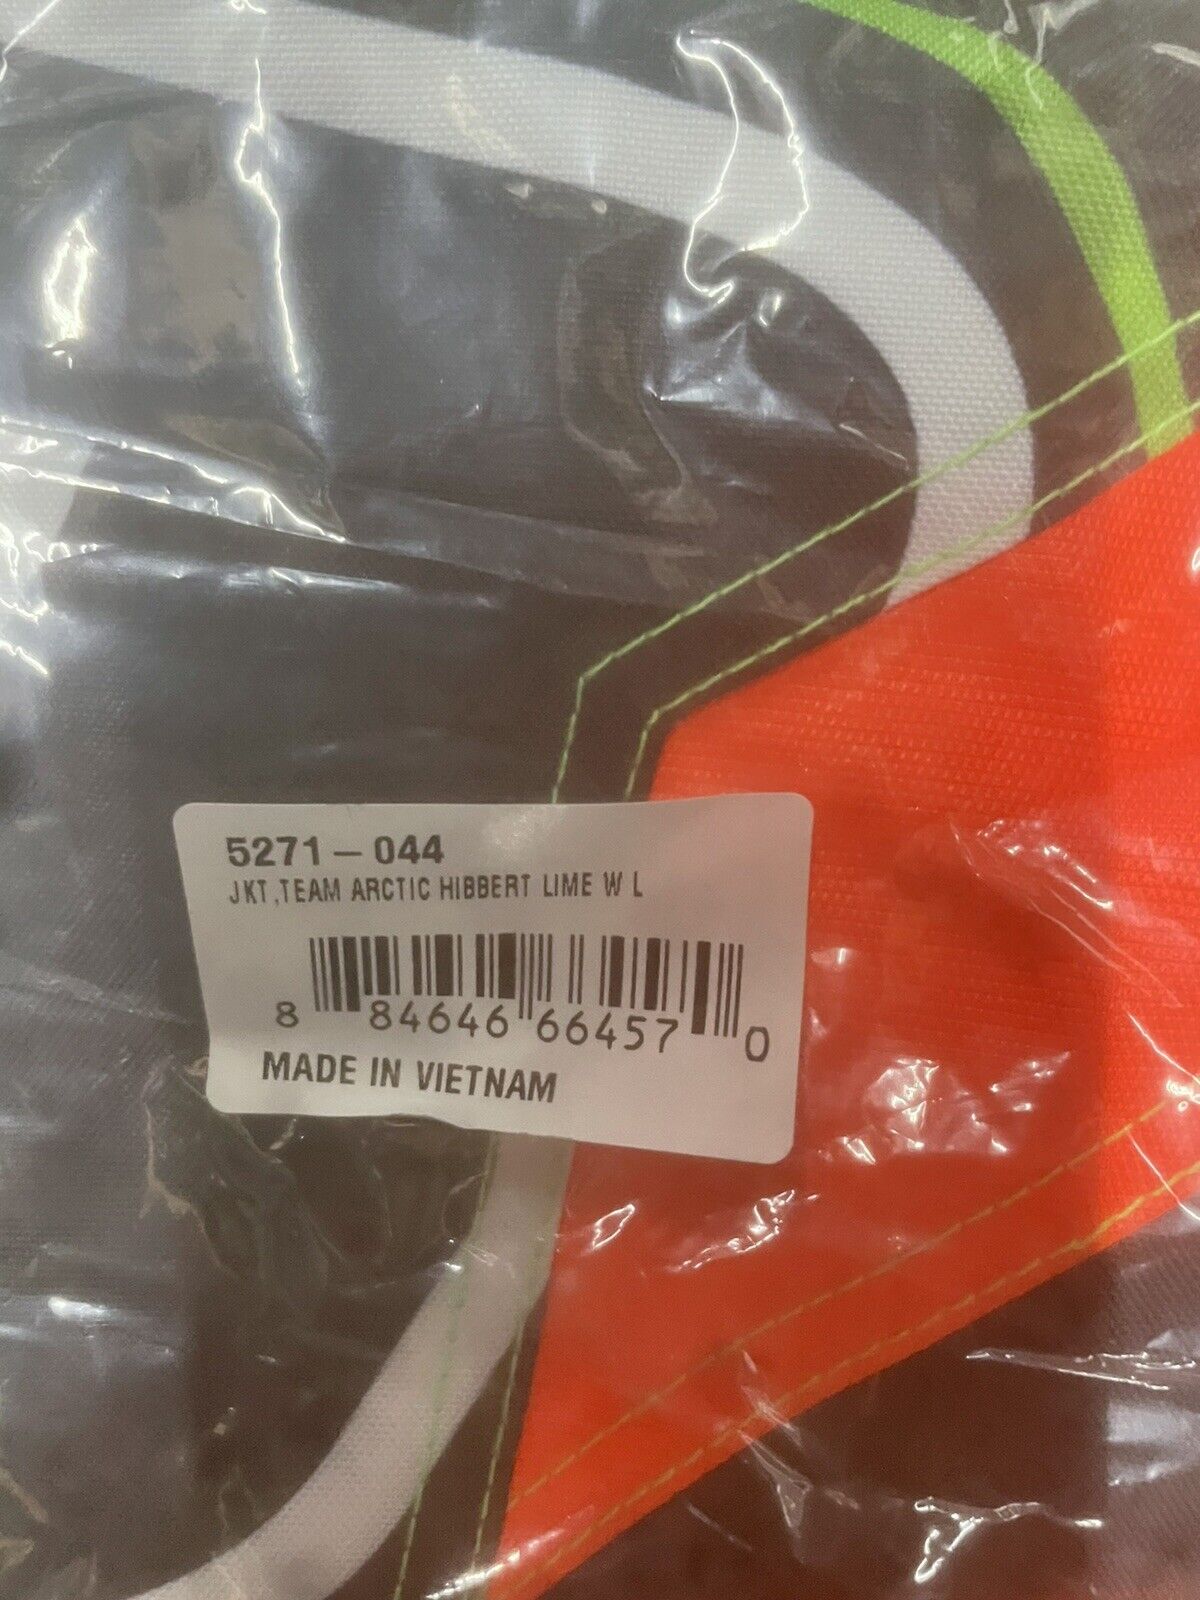 5271-044
JKT,TEAM ARCTIC HIBBERT LIME W L
8 84646 66457 0
MADE IN VIETNAM